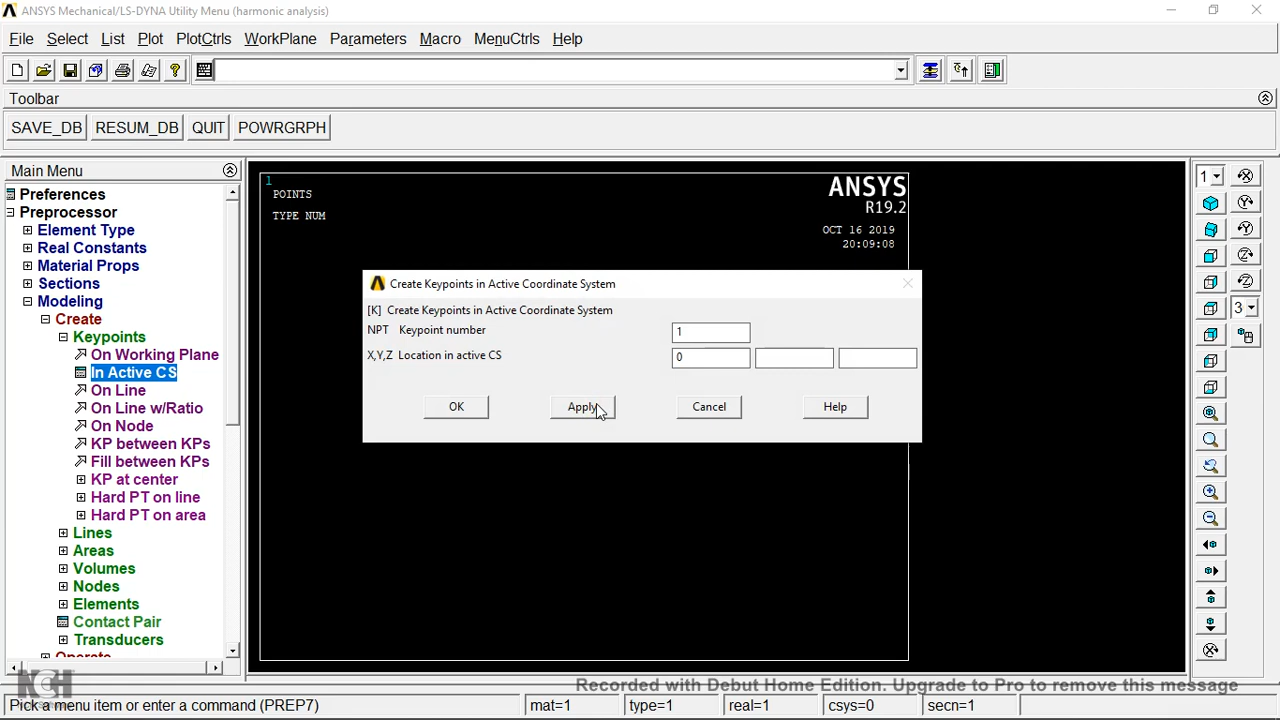 ANSYS Mechanical/LS-DYNA Utility Menu (harmonic analysis)
File Select List Plot PlotCtrls WorkPlane Parameters Macro MenuCtrls Help
Toolbar
SAVE_DB RESUM_DB QUIT POWRGRPH
Main Menu
Preferences
Preprocessor
Element Type
Real Constants
Material Props
Sections
Modeling
Create
Keypoints
On Working Plane
In Active CS
On Line
On Line w/Ratio
On Node
KP between KPs
Fill between KPs
KP at center
Hard PT on line
Hard PT on area
Lines
Areas
Volumes
Nodes
Elements
Contact Pair
Transducers
Operate
1
POINTS
TYPE NUM
ANSYS
R19.2
OCT 16 2019
20:09:08
Create Keypoints in Active Coordinate System
[K] Create Keypoints in Active Coordinate System
NPT Keypoint number 1
X,Y,Z Location in active CS 0
OK Apply Cancel Help
1
3
NCH
Recorded with Debut Home Edition. Upgrade to Pro to remove this message
Pick a menu item or enter a command (PREP7) mat=1 type=1 real=1 csys=0 secn=1